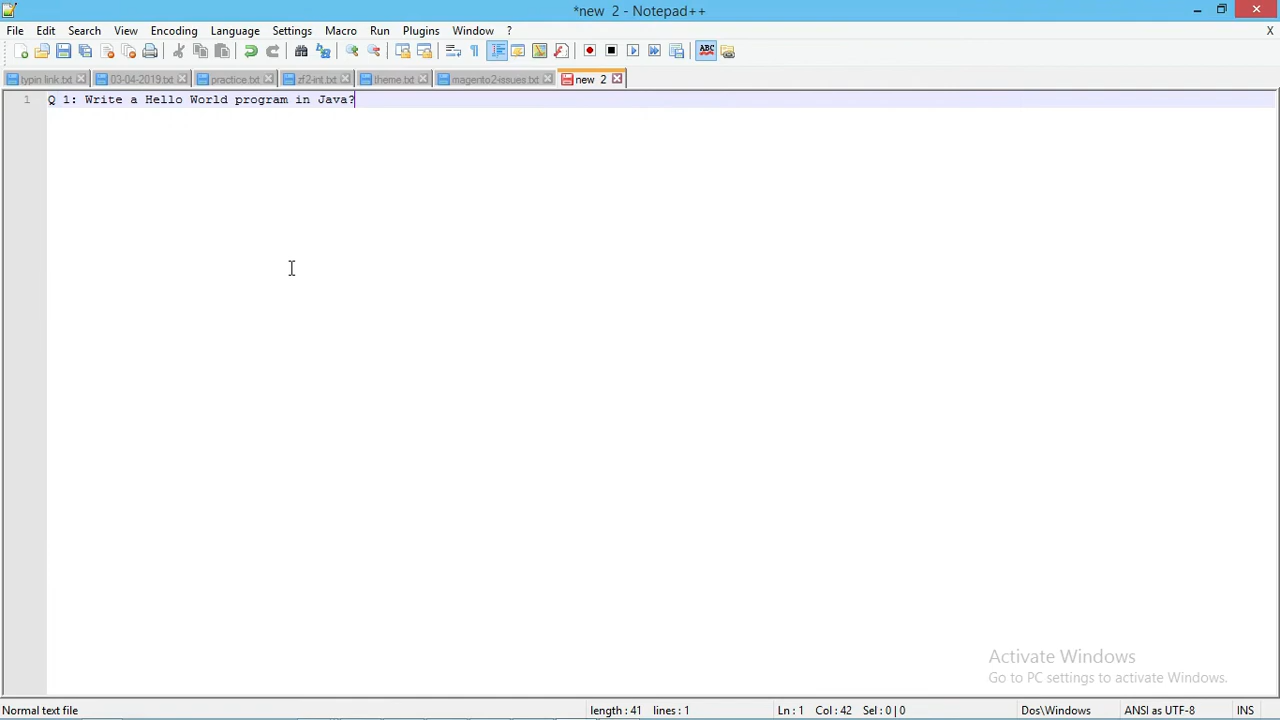 *new 2 - Notepad++
File Edit Search View Encoding Language Settings Macro Run Plugins Window ? X
ABC
typin link.txt 03-04-2019.txt practice.txt zf2-int.txt theme.txt magento2-issues.txt new 2
1 Q 1: Write a Hello World program in Java?
Activate Windows
Go to PC settings to activate Windows.
Normal text file length : 41 lines : 1 Ln : 1 Col : 42 Sel : 0 | 0 Dos\Windows ANSI as UTF-8 INS